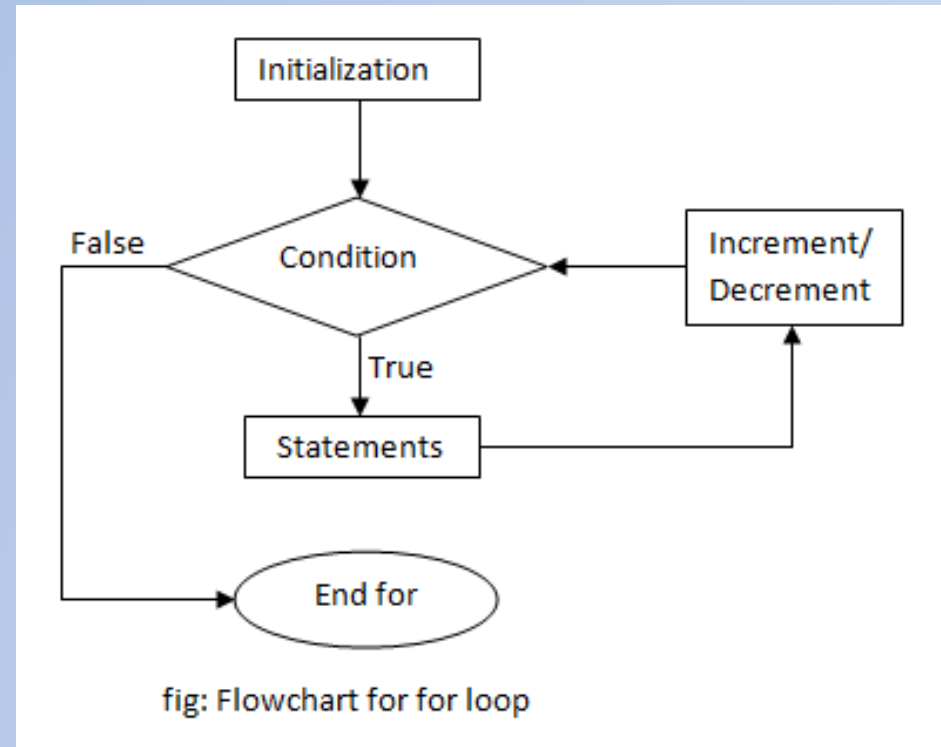 Initialization
False
Condition
Increment/
Decrement
True
Statements
End for
fig: Flowchart for for loop